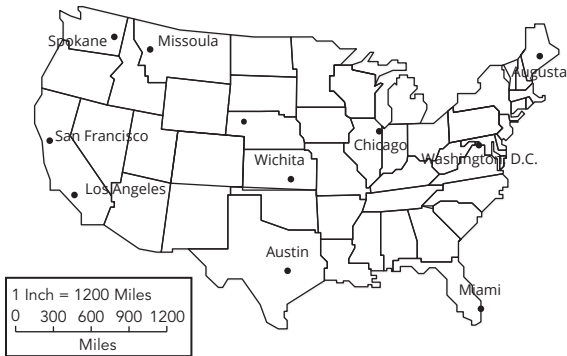 Spokane
Missoula
Augusta
San Francisco
Chicago
Wichita
Washington D.C.
Los Angeles
Austin
Miami
1 Inch = 1200 Miles
0 300 600 900 1200
Miles